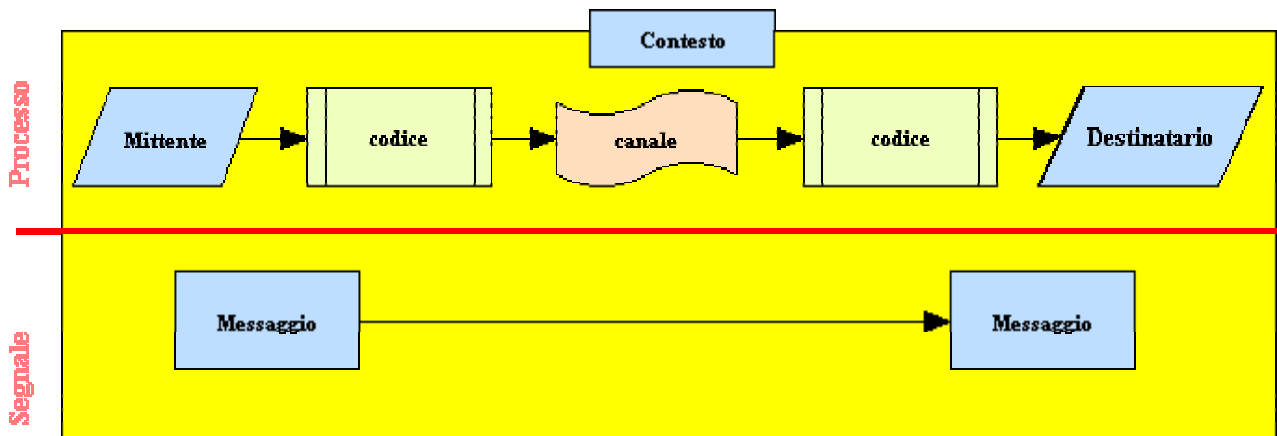 Contesto
Processo
Mittente
codice
canale
codice
Destinatario
Segnale
Messaggio
Messaggio